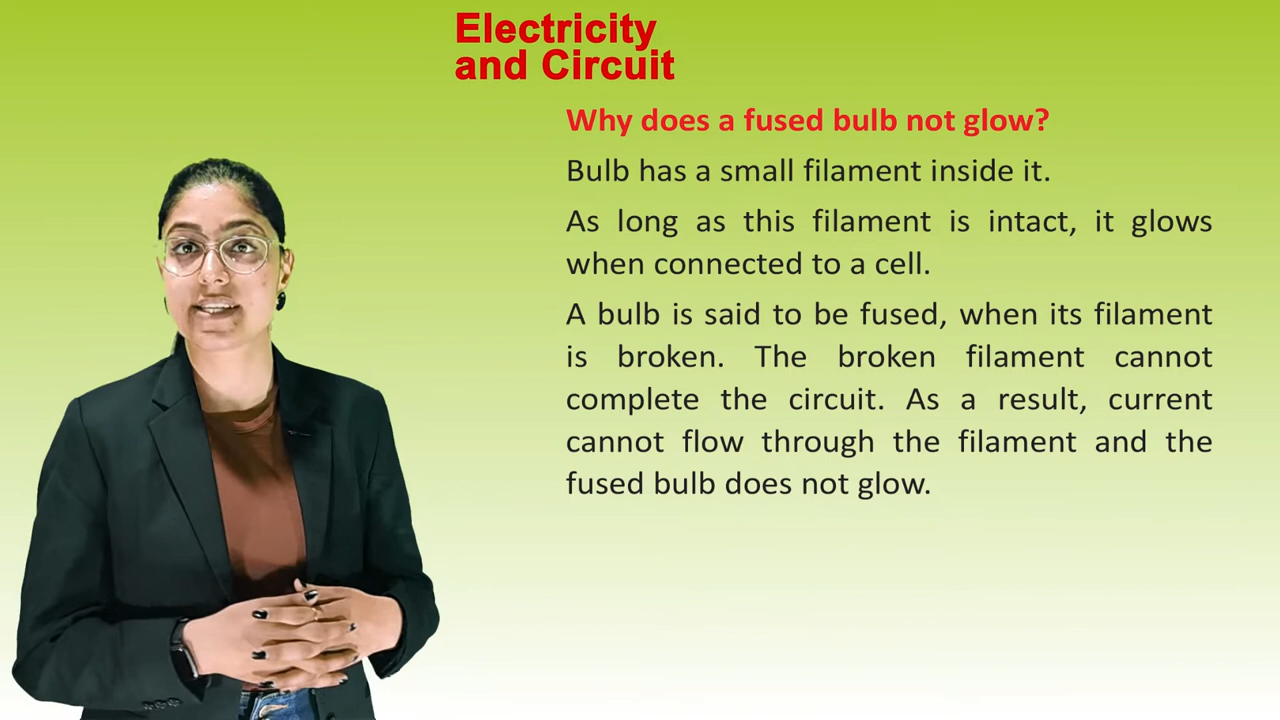 Electricity
and Circuit
Why does a fused bulb not glow?
Bulb has a small filament inside it.
As long as this filament is intact, it glows
when connected to a cell.
A bulb is said to be fused, when its filament
is broken. The broken filament cannot
complete the circuit. As a result, current
cannot flow through the filament and the
fused bulb does not glow.